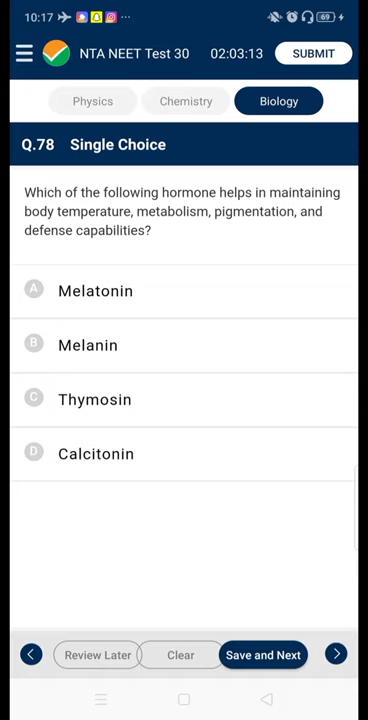 10:17 ... 69
NTA NEET Test 30 02:03:13 SUBMIT
Physics Chemistry Biology
Q.78 Single Choice
Which of the following hormone helps in maintaining
body temperature, metabolism, pigmentation, and
defense capabilities?
A Melatonin
B Melanin
C Thymosin
D Calcitonin
Review Later Clear Save and Next